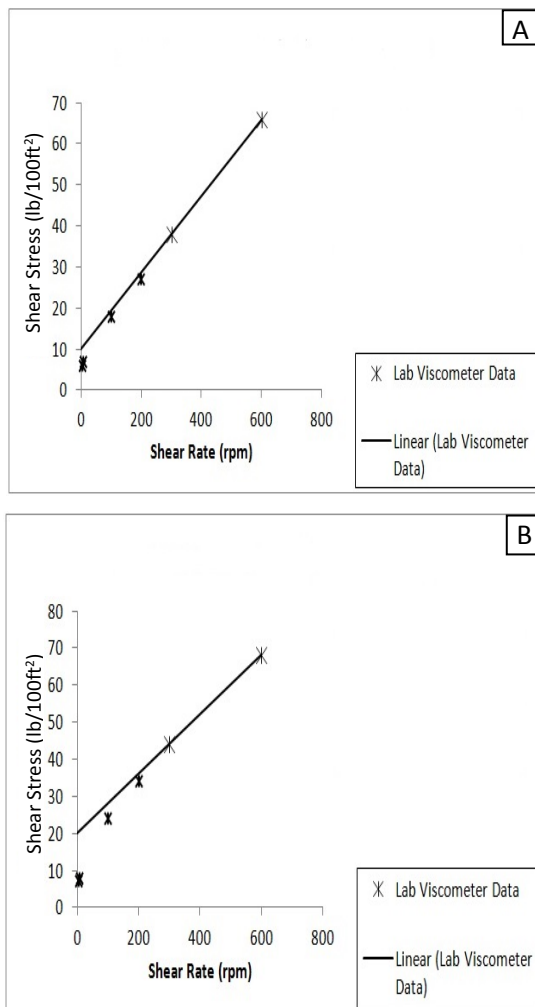 A
Shear Stress (lb/100ft²)
70
60
50
40
30
20
10
0
0 200 400 600 800
Shear Rate (rpm)
Lab Viscometer Data
Linear (Lab Viscometer
Data)
B
Shear Stress (lb/100ft²)
80
70
60
50
40
30
20
10
0
0 200 400 600 800
Shear Rate (rpm)
Lab Viscometer Data
Linear (Lab Viscometer
Data)